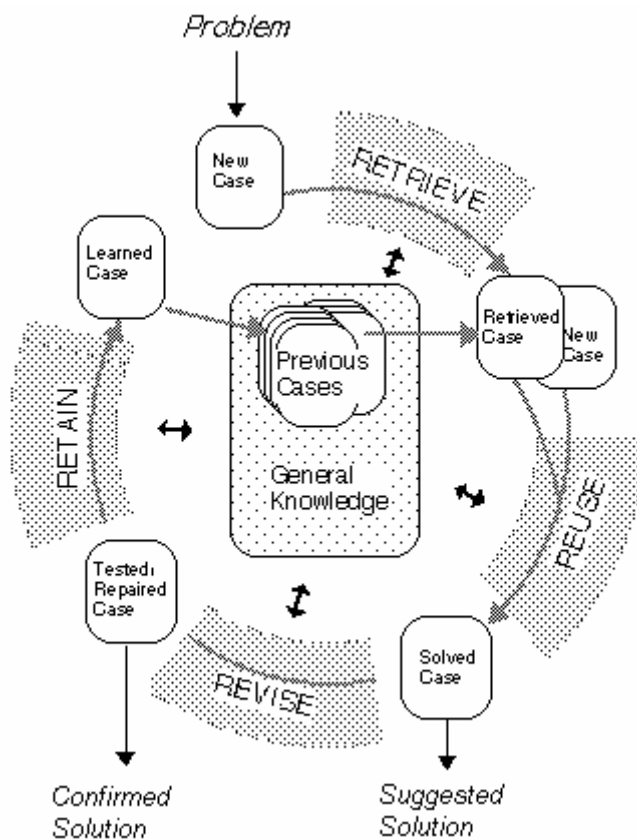 Problem
New
Case
RETRIEVE
Learned
Case
Retrieved
Case
New
Case
Previous
Cases
RETAIN
General
Knowledge
REUSE
Tested/
Repaired
Case
REVISE
Solved
Case
Confirmed
Solution
Suggested
Solution